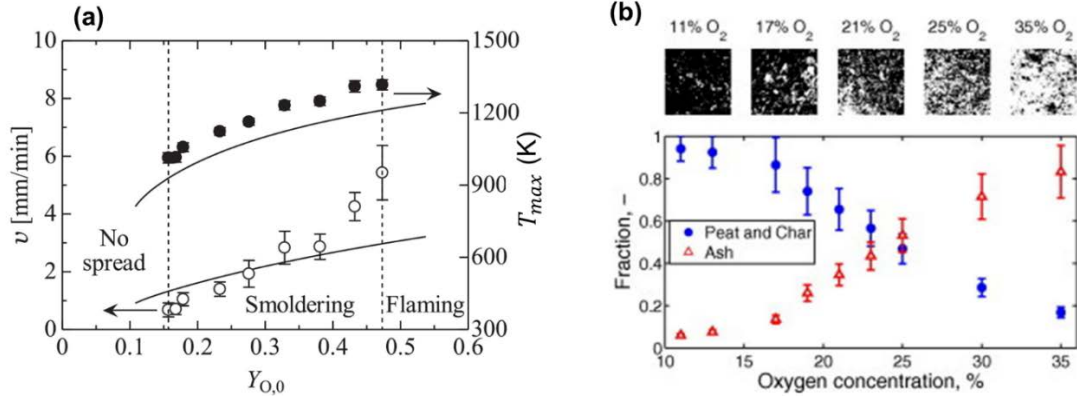 (a)
10
8
6
4
2
0
v [mm/min]
1500
1200
900
600
300
T_max (K)
No
spread
Smoldering
Flaming
0 0.1 0.2 0.3 0.4 0.5 0.6
Y_O,0
(b)
11% O₂ 17% O₂ 21% O₂ 25% O₂ 35% O₂
1
0.8
0.6
0.4
0.2
0
Fraction, –
Peat and Char
Ash
10 15 20 25 30 35
Oxygen concentration, %